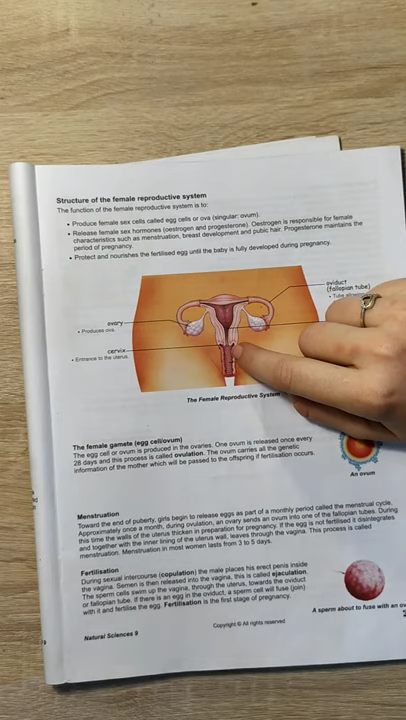 Structure of the female reproductive system
The function of the female reproductive system is to:
• Produce female sex cells called egg cells or ova (singular: ovum).
• Release female sex hormones (oestrogen and progesterone). Oestrogen is responsible for female
characteristics such as menstruation, breast development and pubic hair. Progesterone maintains the
period of pregnancy.
• Protect and nourishes the fertilised egg until the baby is fully developed during pregnancy.
oviduct
(fallopian tube)
• Tube
ovary
• Produces ova.
cervix
• Entrance to the uterus.
The Female Reproductive System
The female gamete (egg cell/ovum)
The egg cell or ovum is produced in the ovaries. One ovum is released once every
28 days and this process is called ovulation. The ovum carries all the genetic
information of the mother which will be passed to the offspring if fertilisation occurs.
An ovum
Menstruation
Toward the end of puberty, girls begin to release eggs as part of a monthly period called the menstrual cycle.
Approximately once a month, during ovulation, an ovary sends an ovum into one of the fallopian tubes. During
this time the walls of the uterus thicken in preparation for pregnancy. If the egg is not fertilised it disintegrates
and together with the inner lining of the uterus wall, leaves through the vagina. This process is called
menstruation. Menstruation in most women lasts from 3 to 5 days.
Fertilisation
During sexual intercourse (copulation) the male places his erect penis inside
the vagina. Semen is then released into the vagina, this is called ejaculation.
The sperm cells swim up the vagina, through the uterus, towards the oviduct
or fallopian tube. If there is an egg in the oviduct, a sperm cell will fuse (join)
with it and fertilise the egg. Fertilisation is the first stage of pregnancy.
A sperm about to fuse with an
Copyright © All rights reserved
Natural Sciences 9